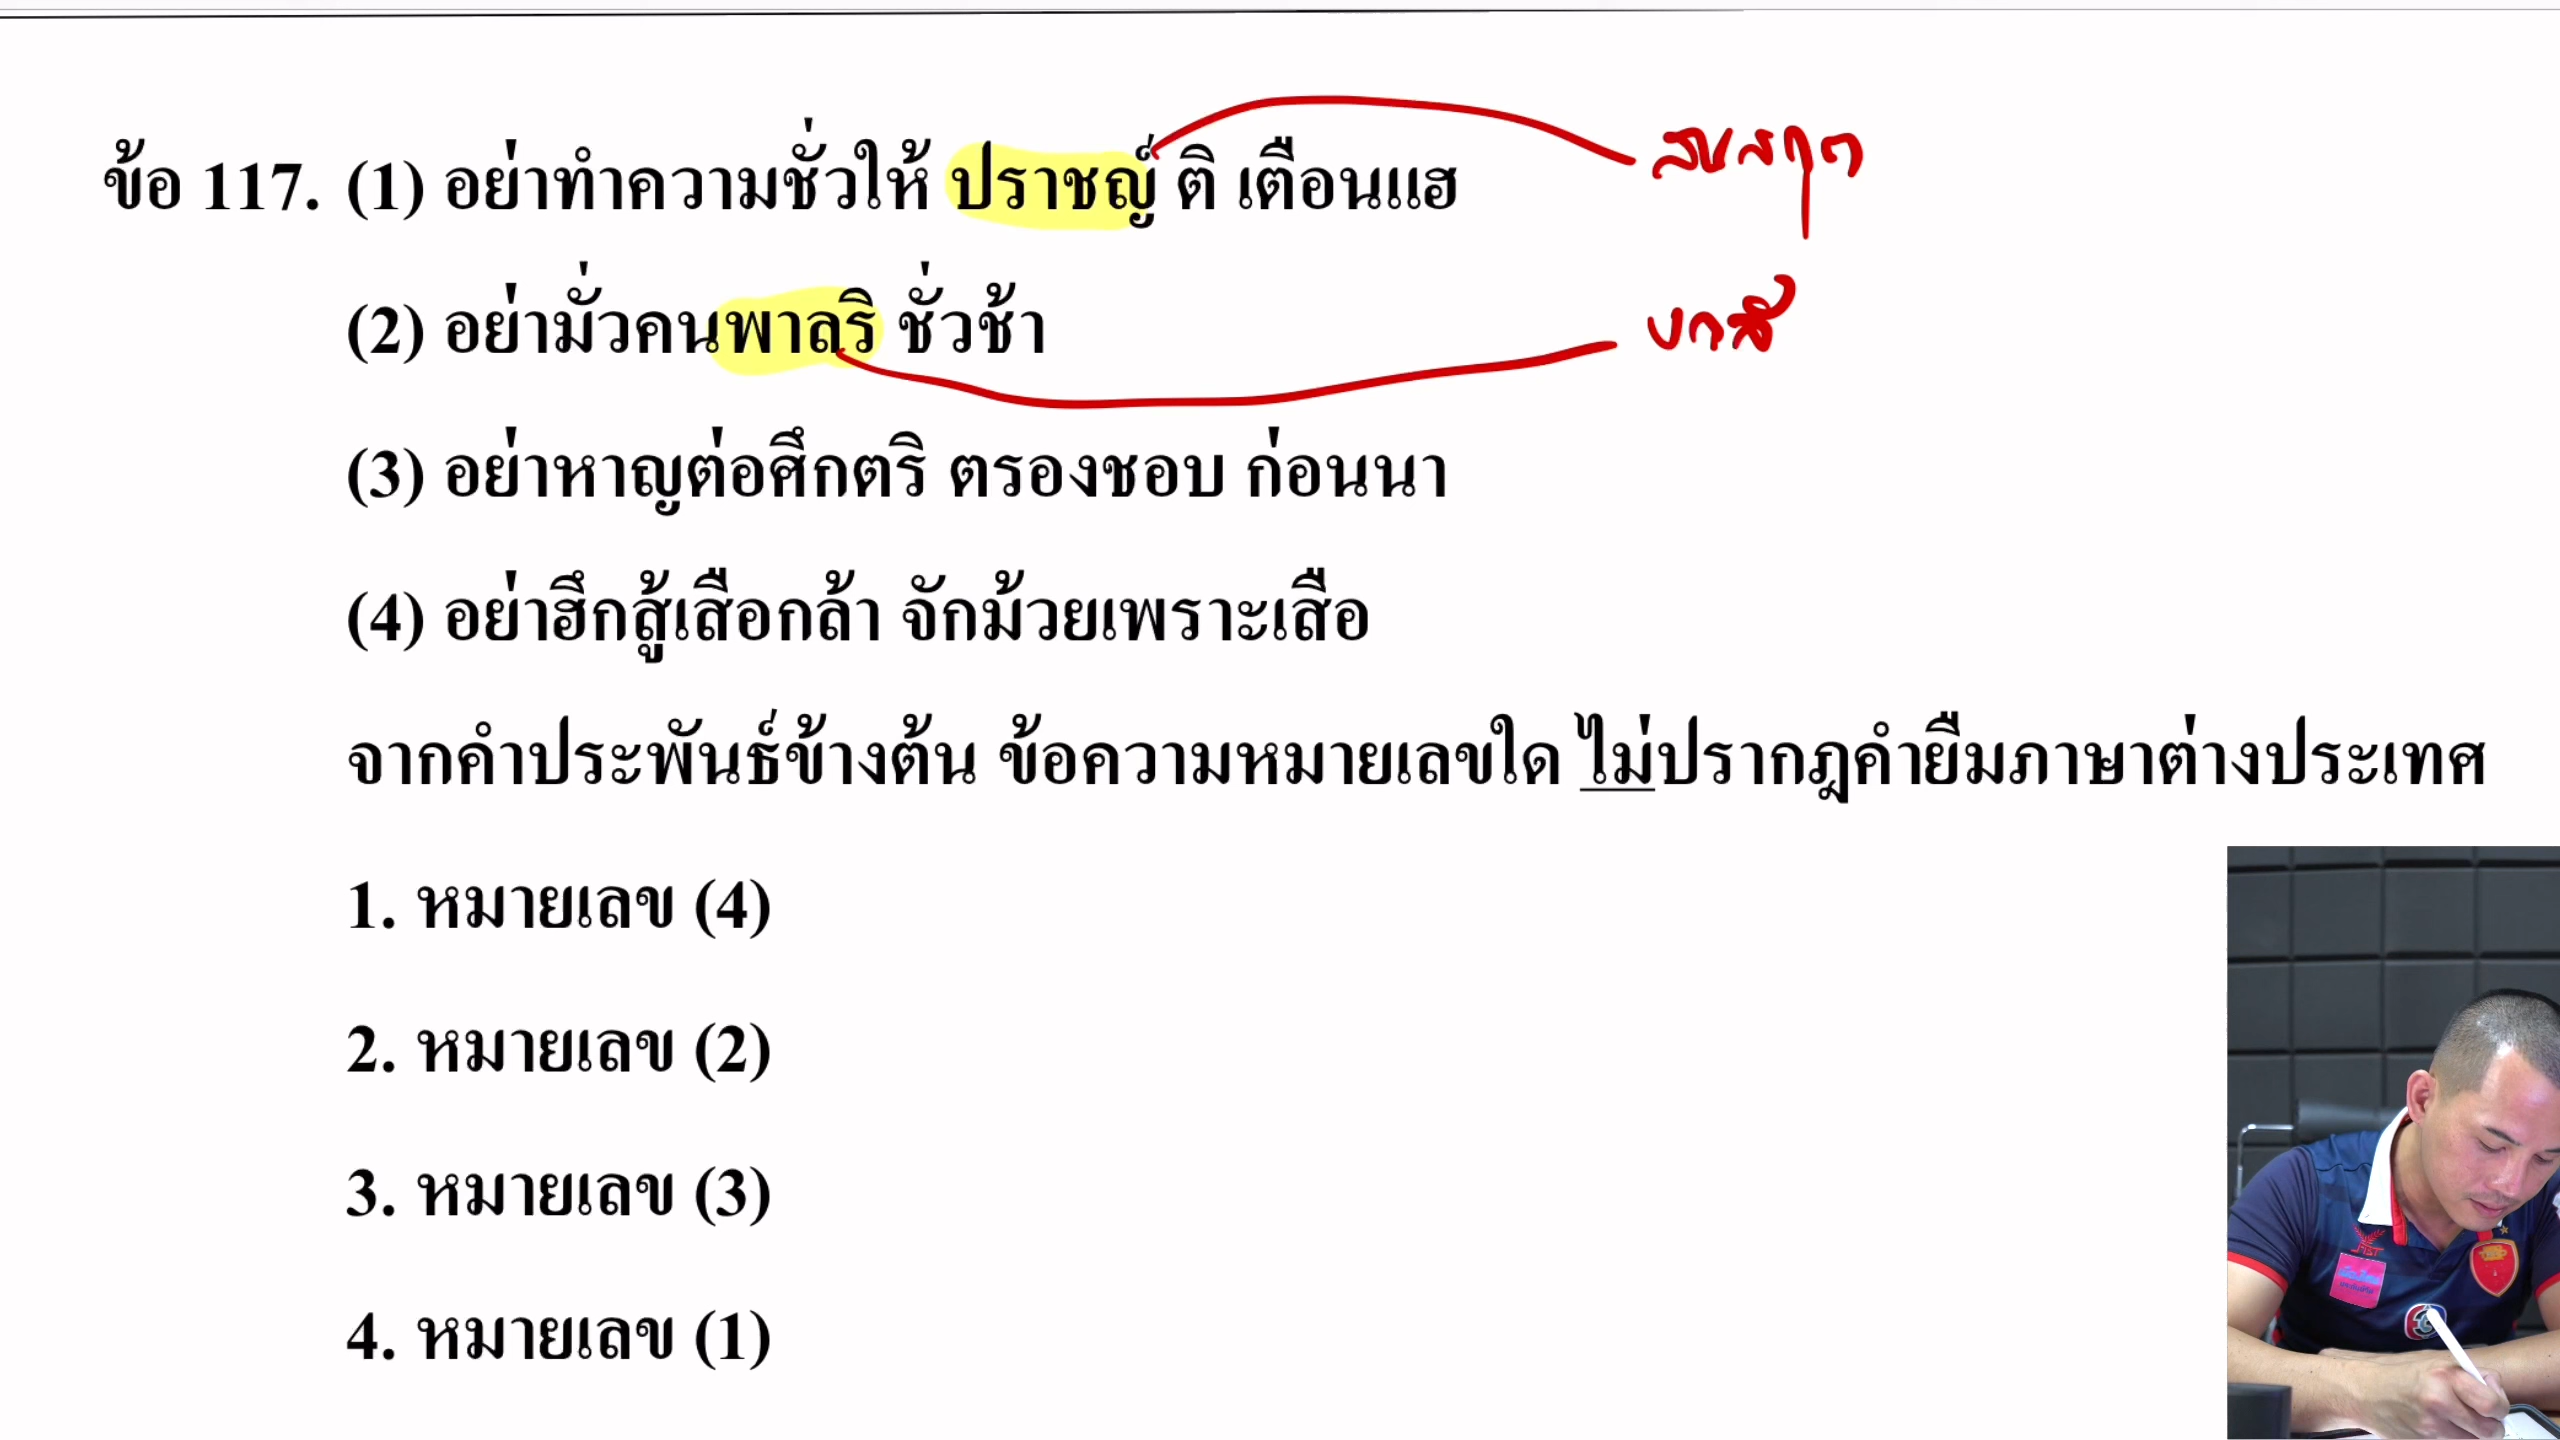 ข้อ 117. (1) อย่าทำความชั่วให้ ปราชญ์ ติ เตือนแฮ
สันสกฤต
(2) อย่ามั่วคนพาลริ ชั่วช้า
บาลี
(3) อย่าหาญต่อศึกตริ ตรองชอบ ก่อนนา
(4) อย่าฮึกสู้เสือกล้า จักม้วยเพราะเสือ
จากคำประพันธ์ข้างต้น ข้อความหมายเลขใด ไม่ปรากฎคำยืมภาษาต่างประเทศ
1. หมายเลข (4)
2. หมายเลข (2)
3. หมายเลข (3)
4. หมายเลข (1)